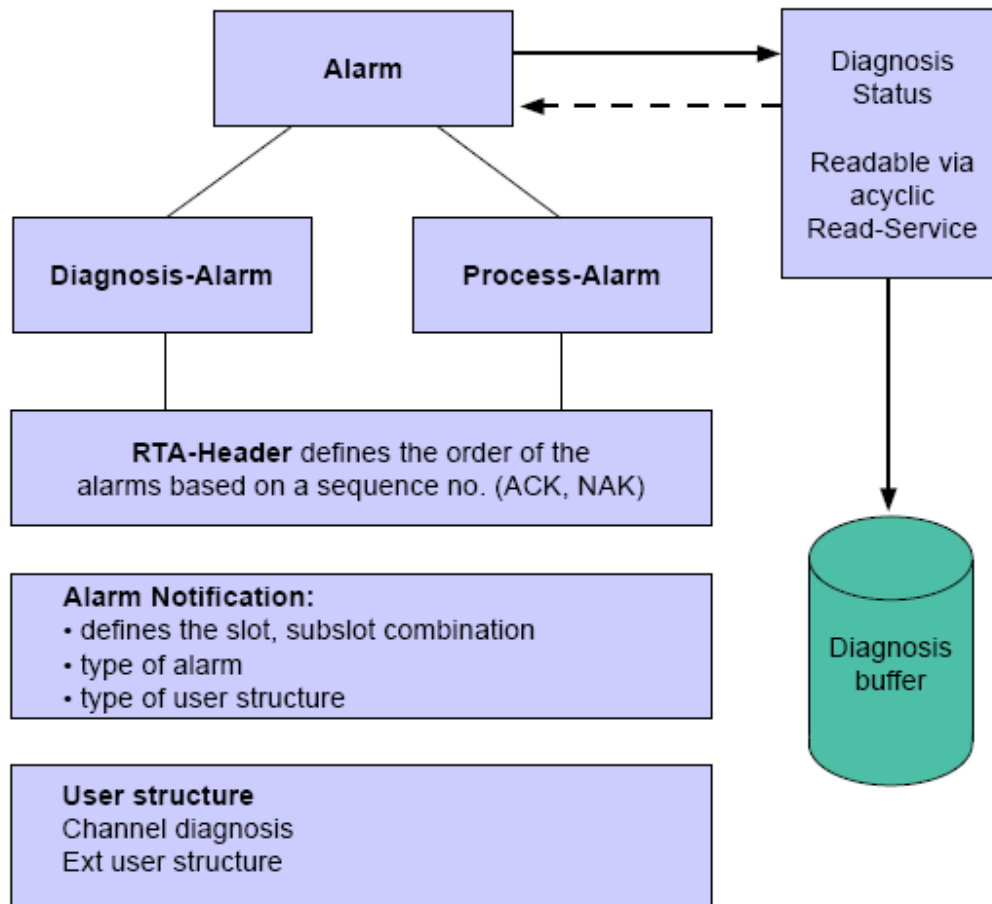 Alarm
Diagnosis
Status
Readable via
acyclic
Read-Service
Diagnosis-Alarm
Process-Alarm
RTA-Header defines the order of the
alarms based on a sequence no. (ACK, NAK)
Alarm Notification:
• defines the slot, subslot combination
• type of alarm
• type of user structure
Diagnosis
buffer
User structure
Channel diagnosis
Ext user structure